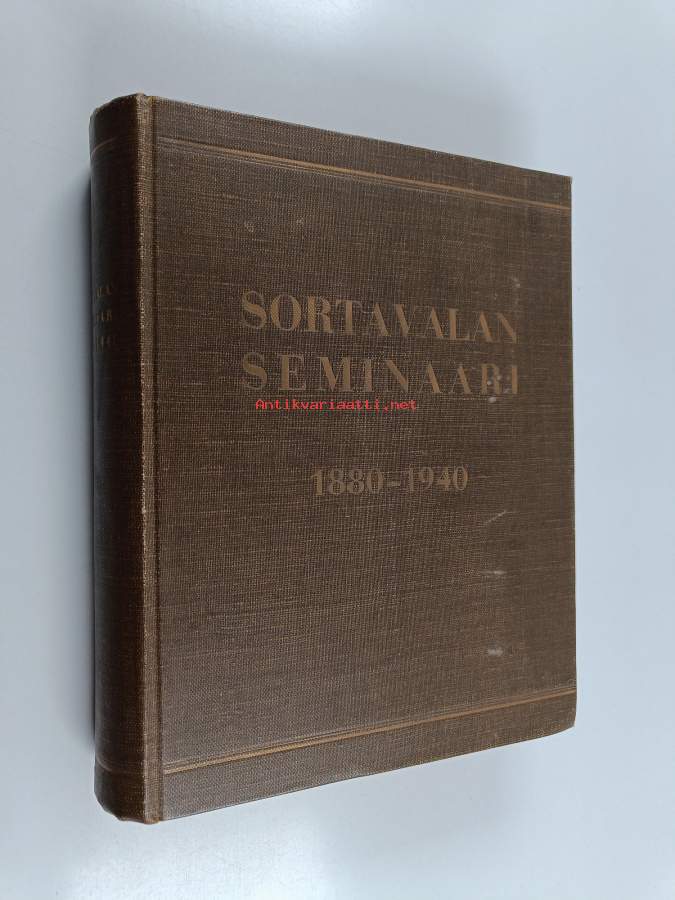 SORTAVALAN
SEMINAARI
Antikvariaatti.net
1880–1940